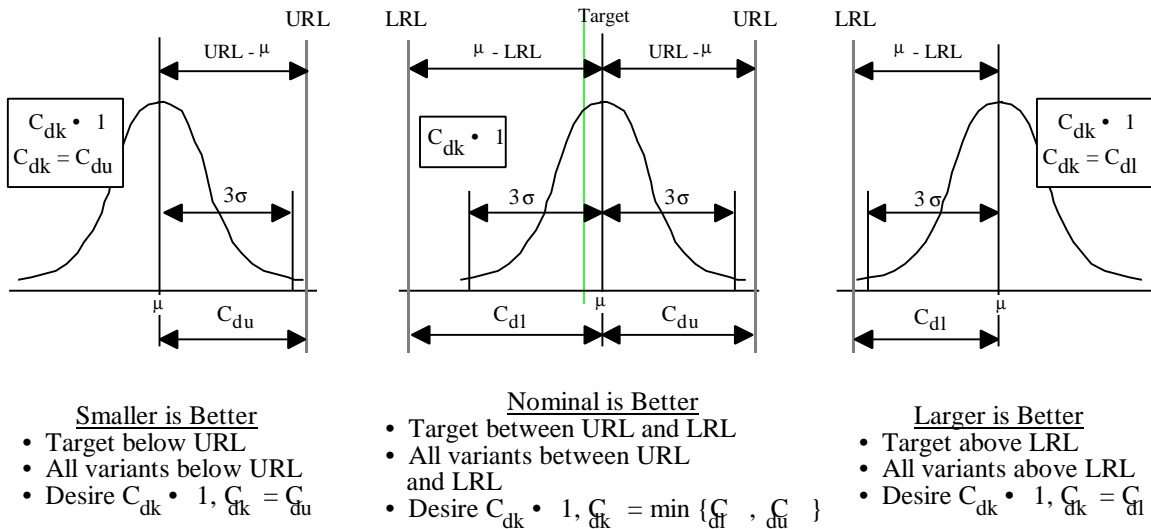 URL
URL - μ
C_dk • 1
C_dk = C_du
3σ
μ
C_du
Smaller is Better
• Target below URL
• All variants below URL
• Desire C_dk • 1, C_dk = C_du
LRL
Target
URL
μ - LRL
URL - μ
C_dk • 1
3σ
3σ
μ
C_dl
C_du
Nominal is Better
• Target between URL and LRL
• All variants between URL
and LRL
• Desire C_dk • 1, C_dk = min {C_dl , C_du }
LRL
μ - LRL
C_dk • 1
C_dk = C_dl
3σ
μ
C_dl
Larger is Better
• Target above LRL
• All variants above LRL
• Desire C_dk • 1, C_dk = C_dl